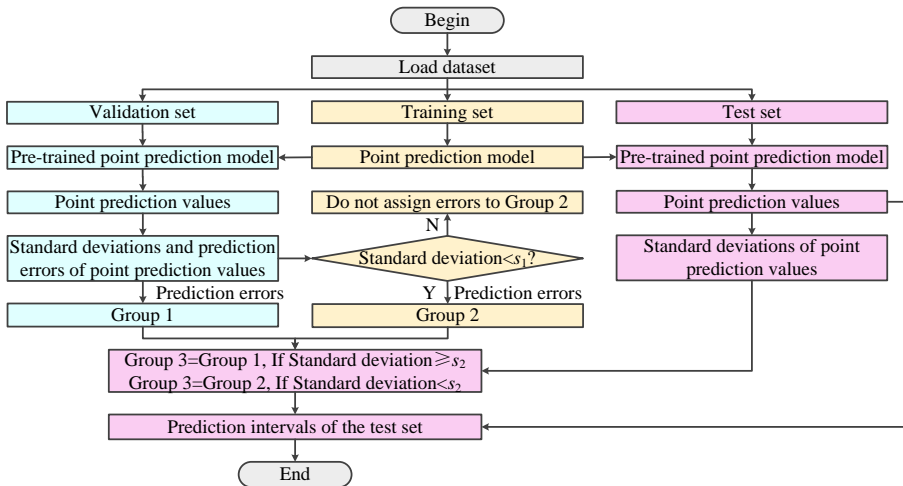 Begin
Load dataset
Validation set
Training set
Test set
Pre-trained point prediction model
Point prediction model
Pre-trained point prediction model
Point prediction values
Do not assign errors to Group 2
Point prediction values
N
Standard deviations and prediction
errors of point prediction values
Standard deviation<s₁?
Standard deviations of point
prediction values
Prediction errors
Y
Prediction errors
Group 1
Group 2
Group 3=Group 1, If Standard deviation≥s₂
Group 3=Group 2, If Standard deviation<s₂
Prediction intervals of the test set
End